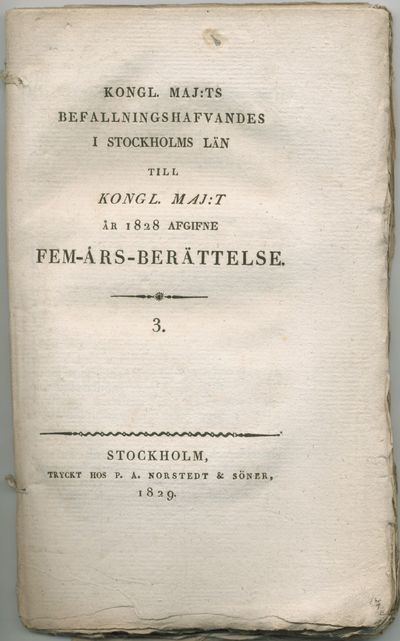 KONGL. MAJ:TS
BEFALLNINGSHAFVANDES
I STOCKHOLMS LÄN
TILL
KONGL. MAJ:T
ÅR 1828 AFGIFNE
FEM-ÅRS-BERÄTTELSE.
3.
STOCKHOLM,
TRYCKT HOS P. A. NORSTEDT & SÖNER,
1829.